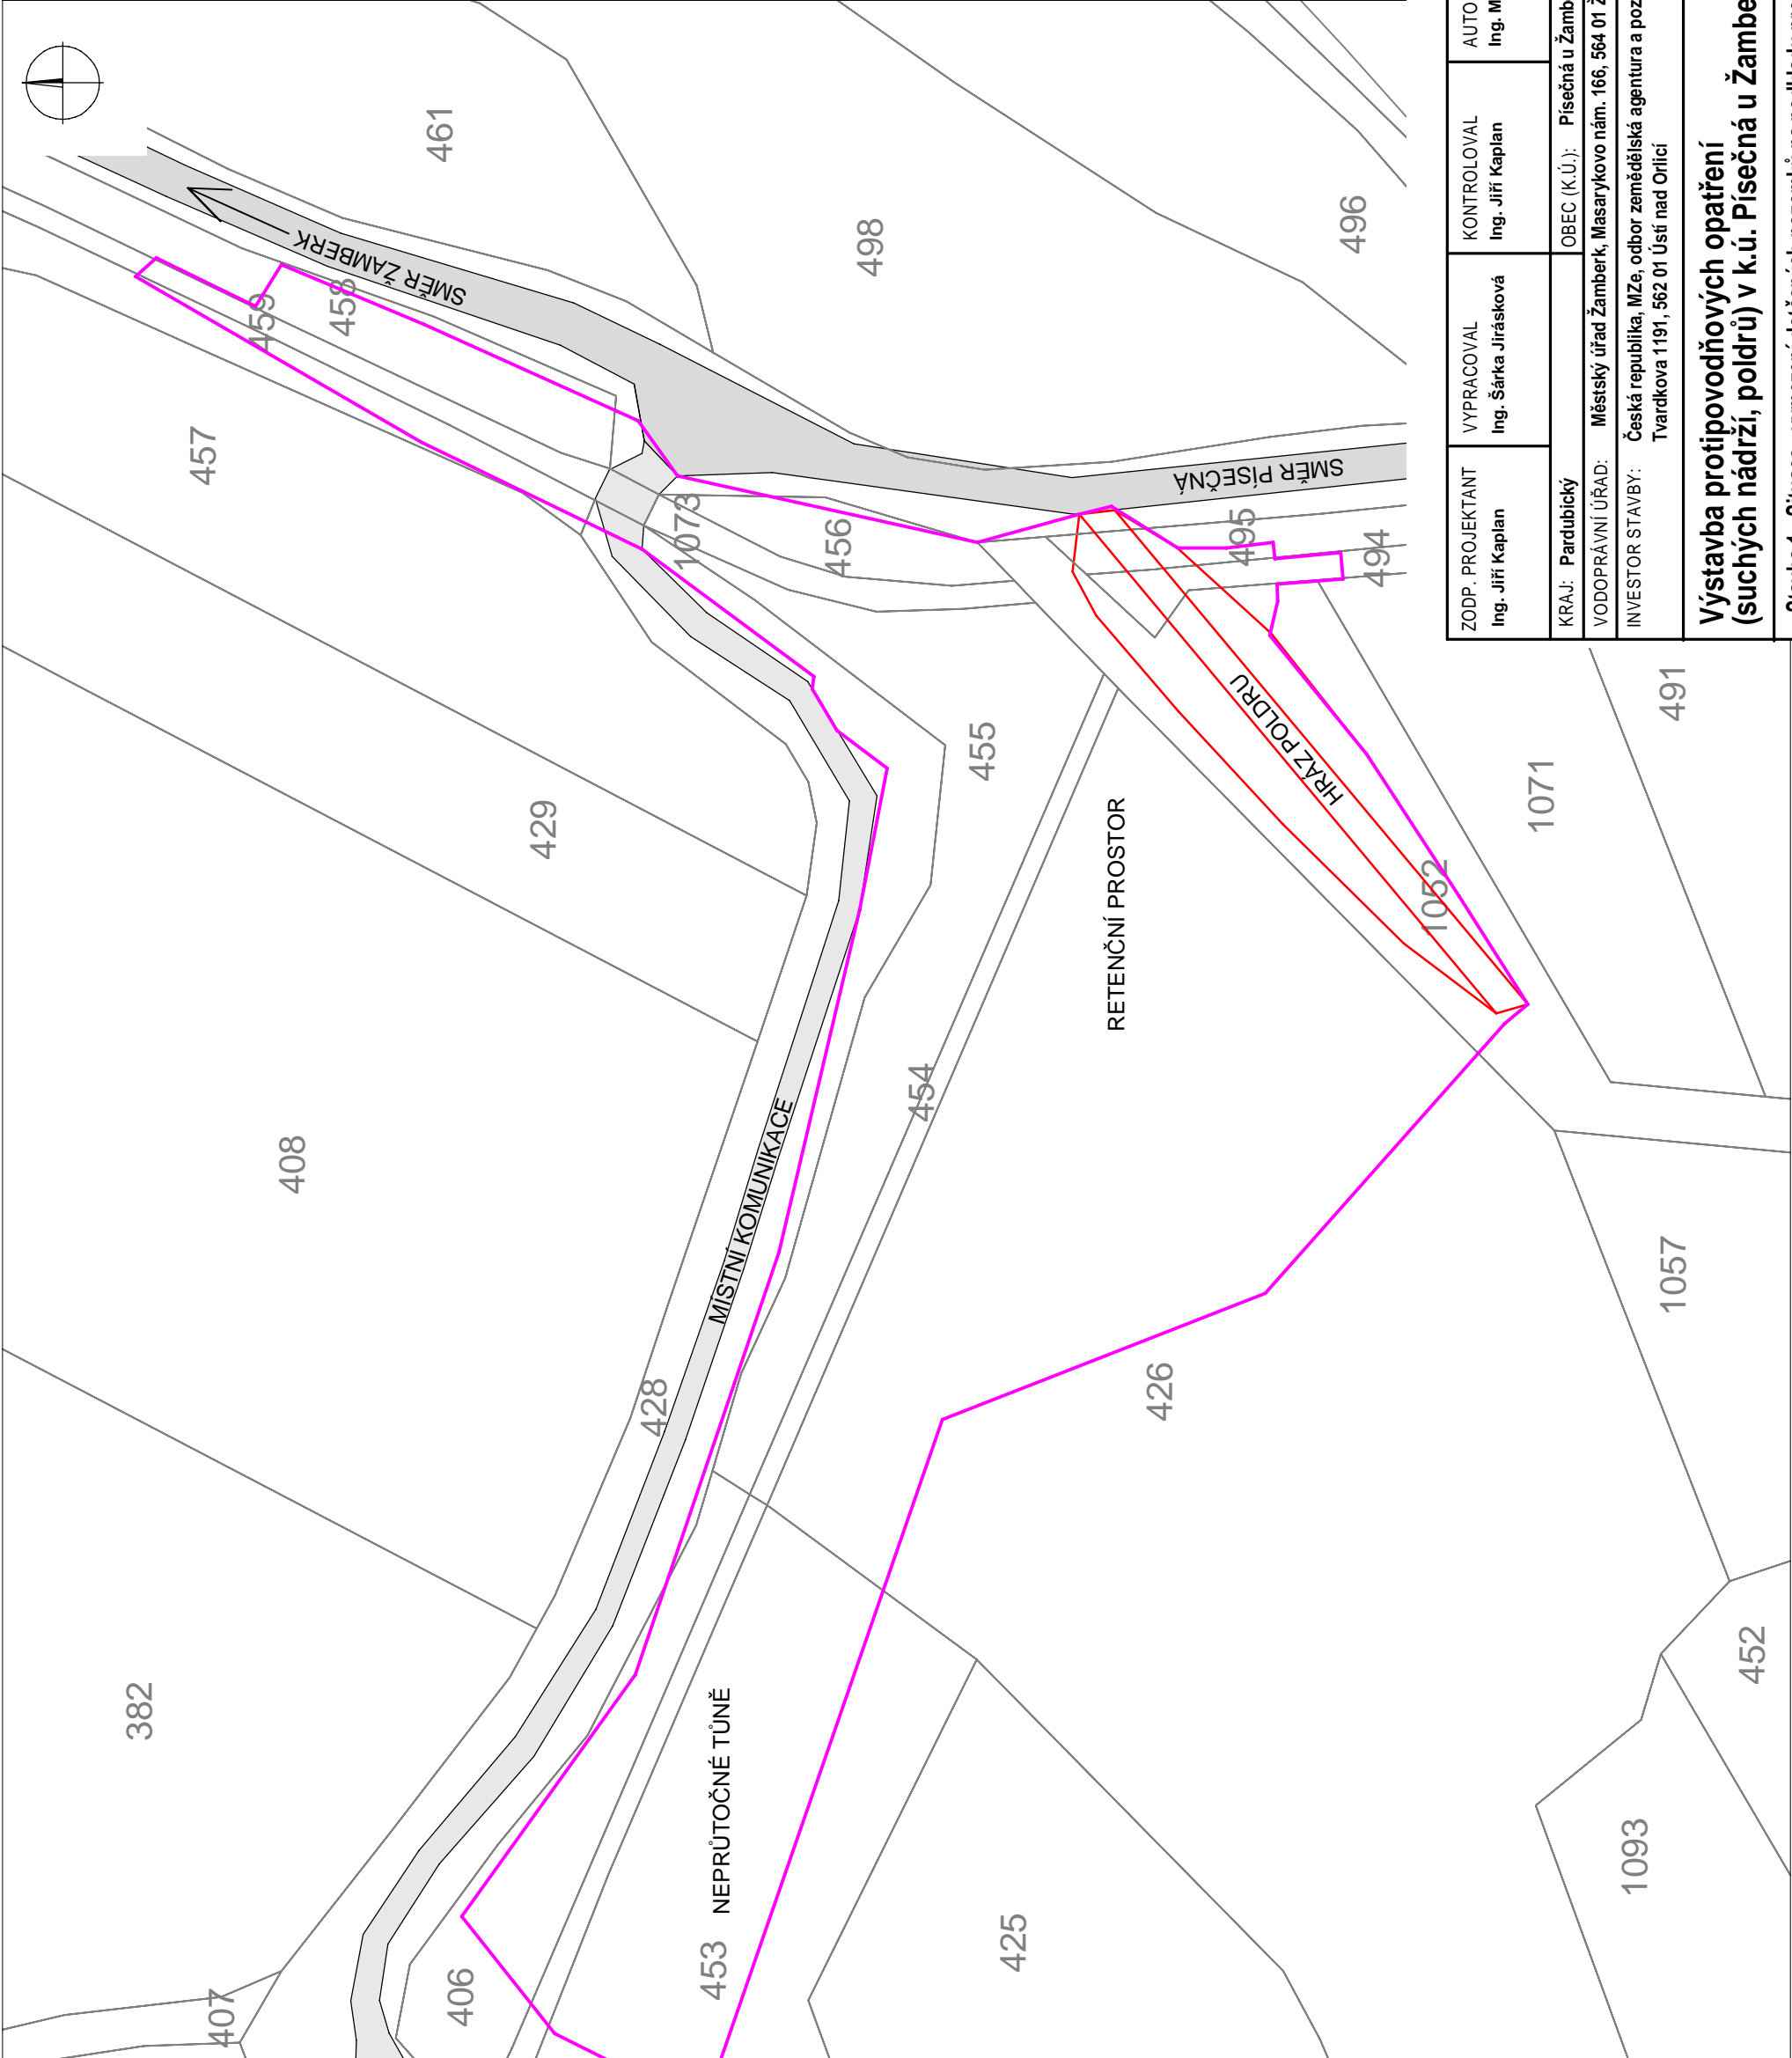 461
498
496
SMĚR ŽAMBERK
459
458
457
1073
456
SMĚR PÍSEČNÁ
495
494
429
455
HRÁZ POLDRU
491
1071
1052
RETENČNÍ PROSTOR
408
454
MÍSTNÍ KOMUNIKACE
428
426
1057
382
NEPRŮTOČNÉ TŮNĚ
452
1093
407
406
453
425
ZODP. PROJEKTANT
Ing. Jiří Kaplan
VYPRACOVAL
Ing. Šárka Jirásková
KONTROLOVAL
Ing. Jiří Kaplan
AUTO
Ing. M
KRAJ: Pardubický
OBEC (K.Ú.): Písečná u Žamb
VODOPRÁVNÍ ÚŘAD: Městský úřad Žamberk, Masarykovo nám. 166, 564 01 Ž
INVESTOR STAVBY: Česká republika, MZe, odbor zemědělská agentura a poz
Tvardkova 1191, 562 01 Ústí nad Orlicí
Výstavba protipovodňových opatření
(suchých nádrží, poldrů) v k.ú. Písečná u Žambe